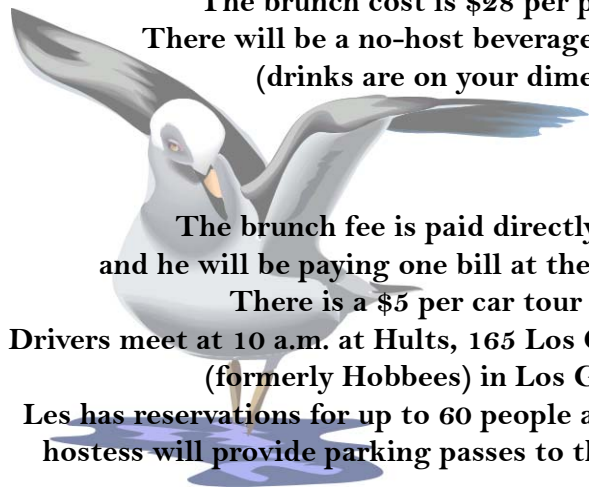 The brunch cost is $28 per p
There will be a no-host beverage
(drinks are on your dime
The brunch fee is paid directly
and he will be paying one bill at the
There is a $5 per car tour
Drivers meet at 10 a.m. at Hults, 165 Los
(formerly Hobbees) in Los G
Les has reservations for up to 60 people a
hostess will provide parking passes to th